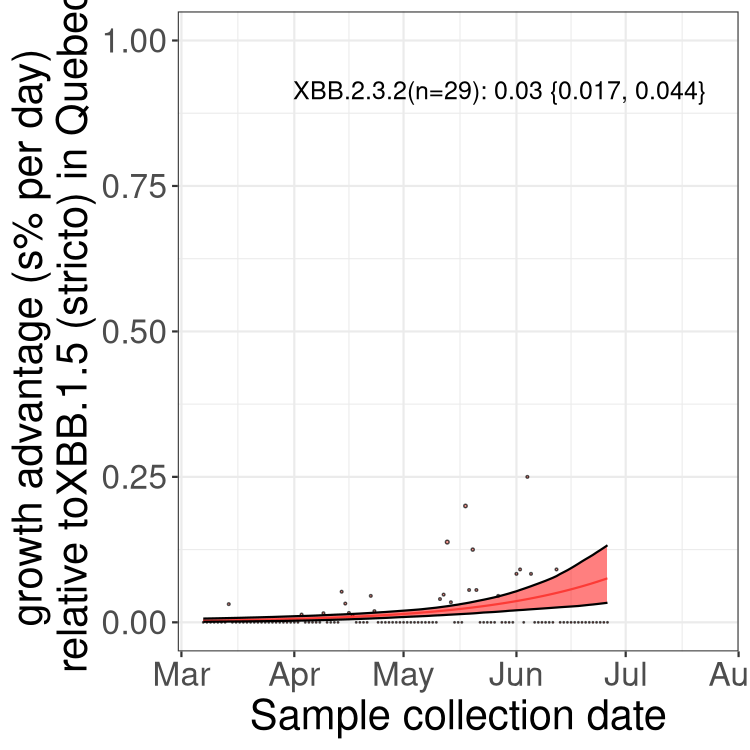 growth advantage (s% per day)
relative toXBB.1.5 (stricto) in Quebec
1.00
0.75
0.50
0.25
0.00
XBB.2.3.2(n=29): 0.03 {0.017, 0.044}
Mar Apr May Jun Jul Au
Sample collection date